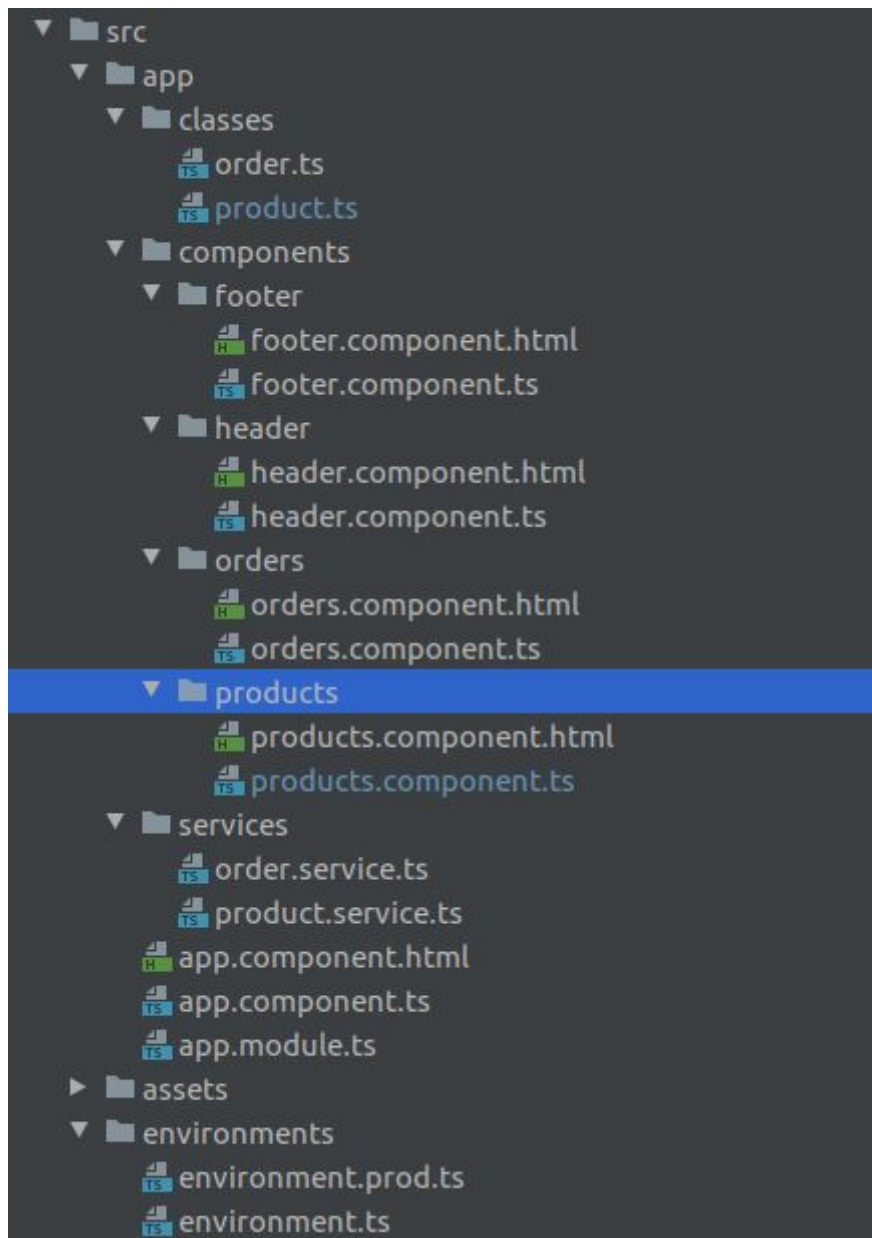 src
app
classes
order.ts
product.ts
components
footer
footer.component.html
footer.component.ts
header
header.component.html
header.component.ts
orders
orders.component.html
orders.component.ts
products
products.component.html
products.component.ts
services
order.service.ts
product.service.ts
app.component.html
app.component.ts
app.module.ts
assets
environments
environment.prod.ts
environment.ts